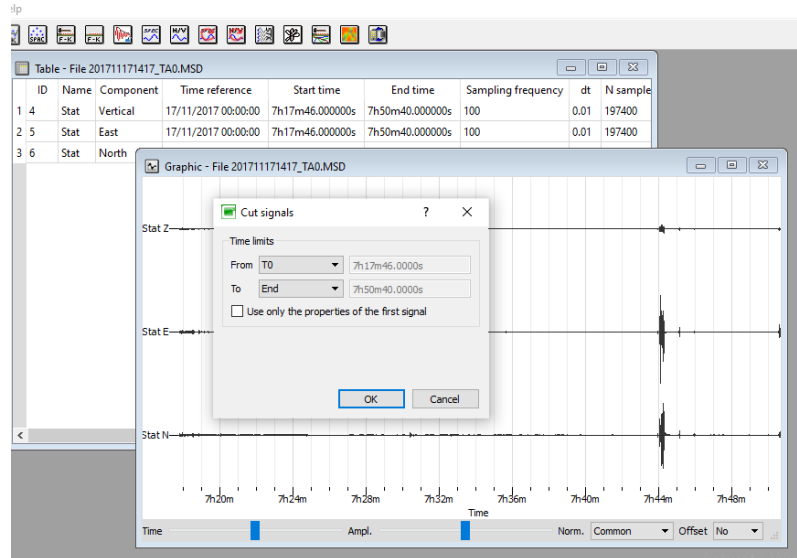 elp
SPAC F-K F-K SPEC H/V
Table - File 201711171417_TA0.MSD
ID Name Component Time reference Start time End time Sampling frequency dt N sample
1 4 Stat Vertical 17/11/2017 00:00:00 7h17m46.000000s 7h50m40.000000s 100 0.01 197400
2 5 Stat East 17/11/2017 00:00:00 7h17m46.000000s 7h50m40.000000s 100 0.01 197400
3 6 Stat North
Graphic - File 201711171417_TA0.MSD
Cut signals ?
Time limits
From T0 7h17m46.0000s
To End 7h50m40.0000s
Use only the properties of the first signal
OK Cancel
Stat Z
Stat E
Stat N
7h20m 7h24m 7h28m 7h32m 7h36m 7h40m 7h44m 7h48m
Time
Time Ampl. Norm. Common Offset No